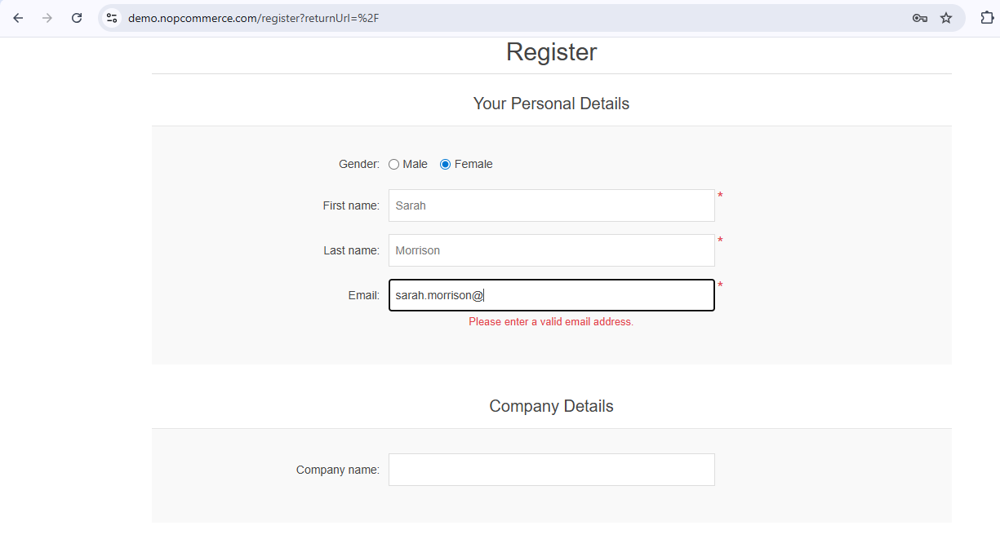 demo.nopcommerce.com/register?returnUrl=%2F
Register
Your Personal Details
Gender: Male Female
First name: Sarah *
Last name: Morrison *
Email: sarah.morrison@ *
Please enter a valid email address.
Company Details
Company name: